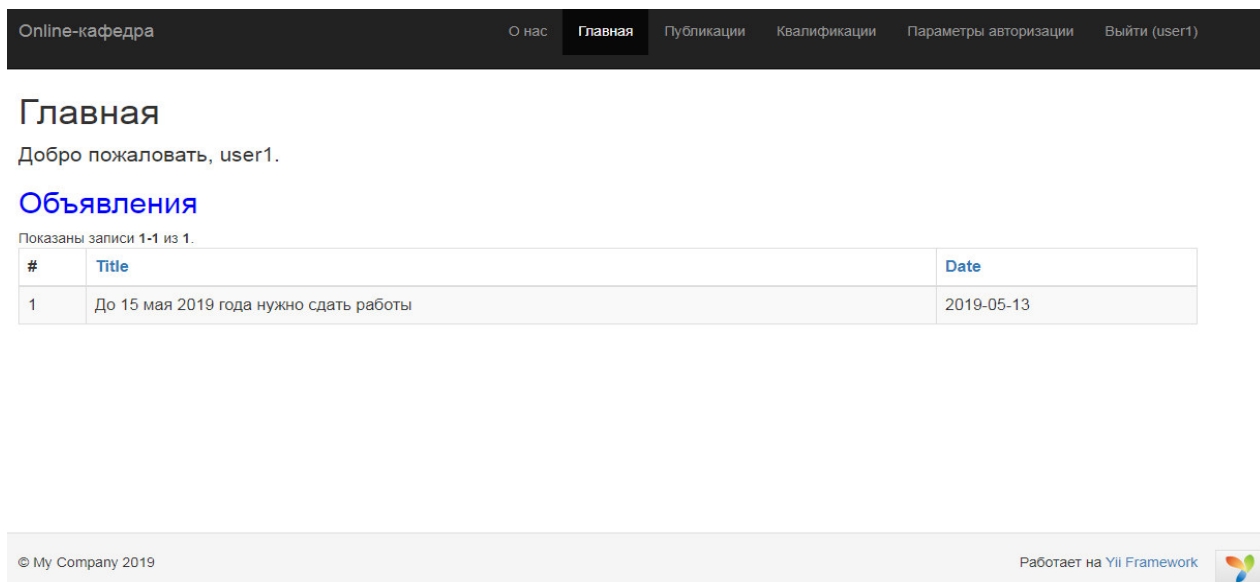 Online-кафедра О нас Главная Публикации Квалификации Параметры авторизации Выйти (user1)
Главная
Добро пожаловать, user1.
Объявления
Показаны записи 1-1 из 1.
# Title Date
1 До 15 мая 2019 года нужно сдать работы 2019-05-13
© My Company 2019 Работает на Yii Framework